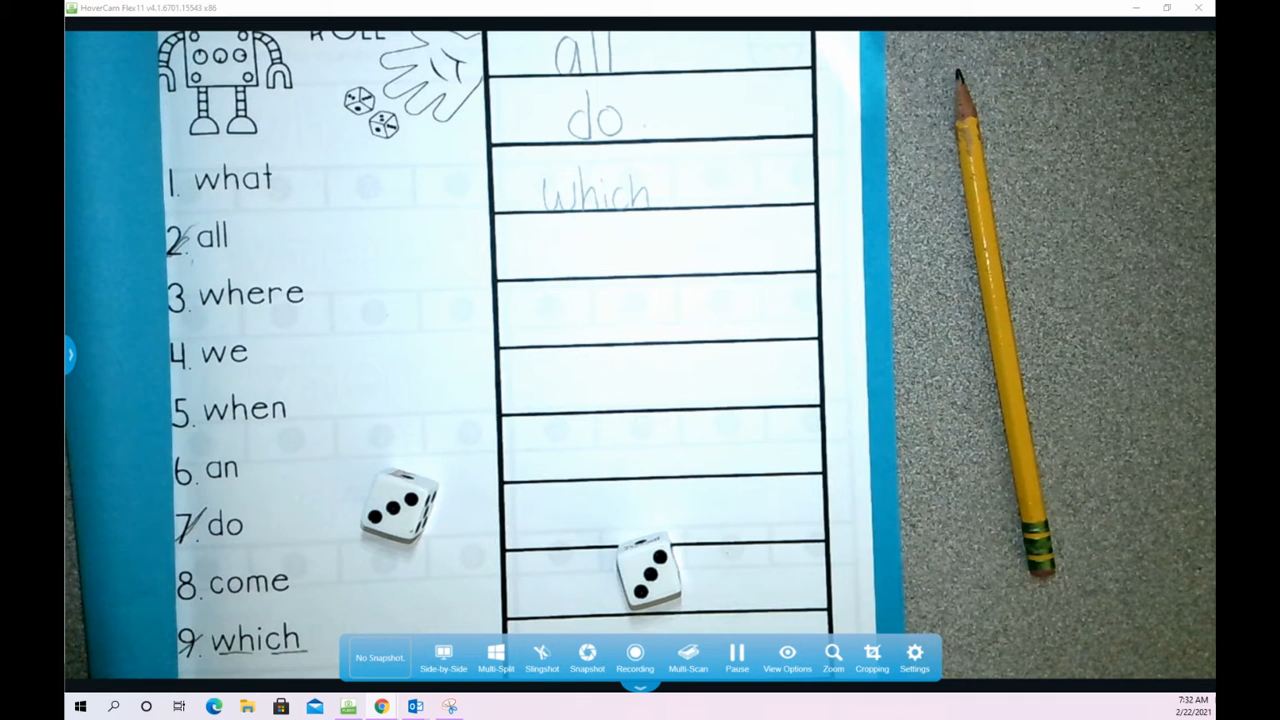 HoverCam Flex11 v4.1.6701.15543 x86
ROLL
all
do
which
1. what
2. all
3. where
4. we
5. when
6. an
7. do
8. come
9. which
No Snapshot.
Side-by-Side
Multi-Split
Slingshot
Snapshot
Recording
Multi-Scan
Pause
View Options
Zoom
Cropping
Settings
7:32 AM
2/22/2021